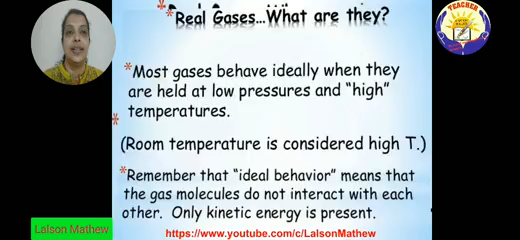 *Real Gases...What are they?
TEACHER
*Most gases behave ideally when they
are held at low pressures and “high”
temperatures.
*
(Room temperature is considered high T.)
*Remember that “ideal behavior” means that
the gas molecules do not interact with each
other. Only kinetic energy is present.
Lalson Mathew
https://www.youtube.com/c/LalsonMathew